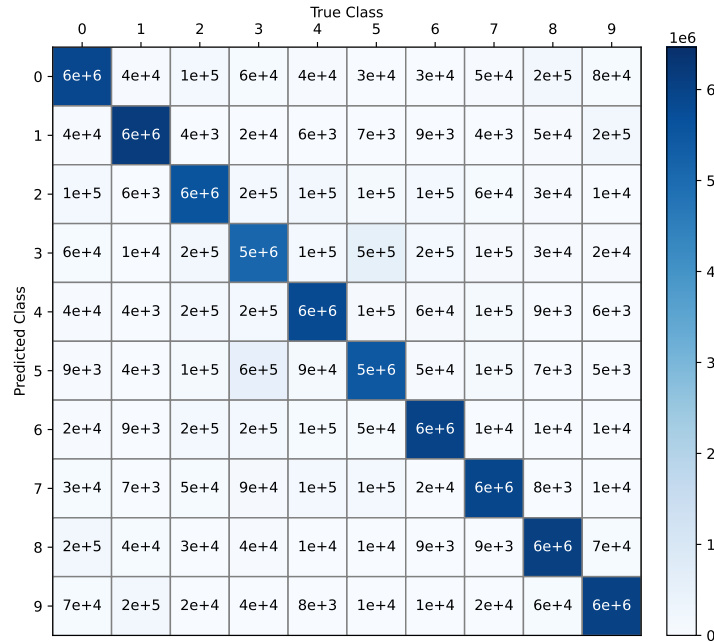 True Class
0 1 2 3 4 5 6 7 8 9
1e6
Predicted Class
0 6e+6 4e+4 1e+5 6e+4 4e+4 3e+4 3e+4 5e+4 2e+5 8e+4
1 4e+4 6e+6 4e+3 2e+4 6e+3 7e+3 9e+3 4e+3 5e+4 2e+5
2 1e+5 6e+3 6e+6 2e+5 1e+5 1e+5 1e+5 6e+4 3e+4 1e+4
3 6e+4 1e+4 2e+5 5e+6 1e+5 5e+5 2e+5 1e+5 3e+4 2e+4
4 4e+4 4e+3 2e+5 2e+5 6e+6 1e+5 6e+4 1e+5 9e+3 6e+3
5 9e+3 4e+3 1e+5 6e+5 9e+4 5e+6 5e+4 1e+5 7e+3 5e+3
6 2e+4 9e+3 2e+5 2e+5 1e+5 5e+4 6e+6 1e+4 1e+4 1e+4
7 3e+4 7e+3 5e+4 9e+4 1e+5 1e+5 2e+4 6e+6 8e+3 1e+4
8 2e+5 4e+4 3e+4 4e+4 1e+4 1e+4 9e+3 9e+3 6e+6 7e+4
9 7e+4 2e+5 2e+4 4e+4 8e+3 1e+4 1e+4 2e+4 6e+4 6e+6
6
5
4
3
2
1
0